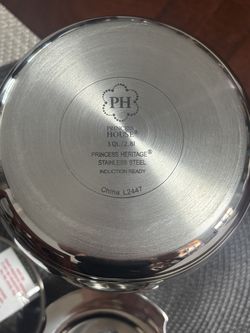 PH
PRINCESS
HOUSE®
3 QT./2.8l
PRINCESS HERITAGE®
STAINLESS STEEL
INDUCTION READY
China L2447